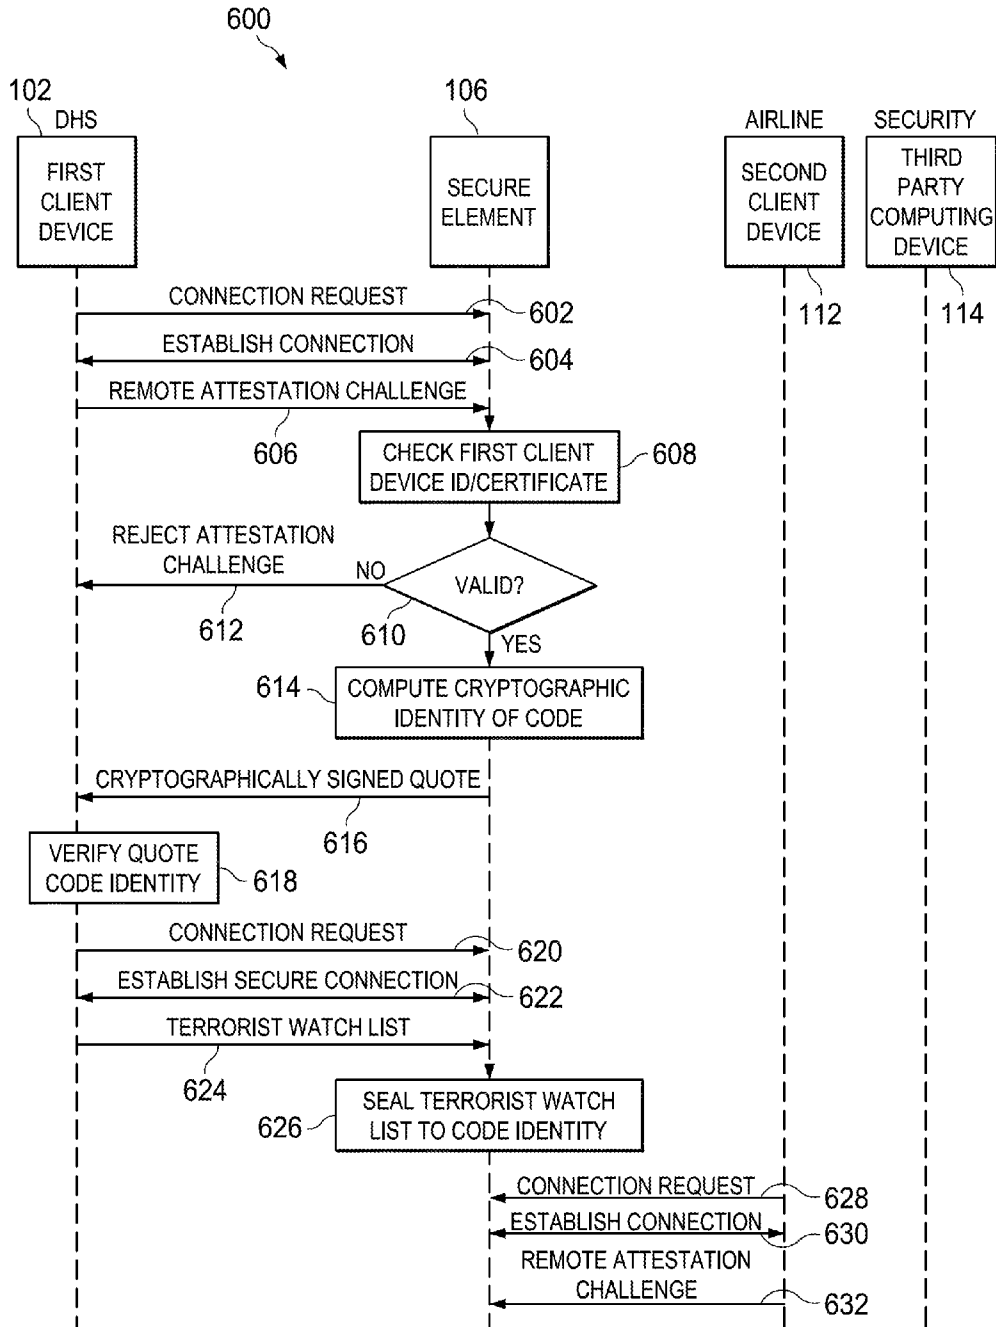 600
102
DHS
FIRST
CLIENT
DEVICE
106
SECURE
ELEMENT
AIRLINE
SECOND
CLIENT
DEVICE
112
SECURITY
THIRD
PARTY
COMPUTING
DEVICE
114
CONNECTION REQUEST
602
ESTABLISH CONNECTION
604
REMOTE ATTESTATION CHALLENGE
606
CHECK FIRST CLIENT
DEVICE ID/CERTIFICATE
608
REJECT ATTESTATION
CHALLENGE
NO
612
VALID?
610
YES
614
COMPUTE CRYPTOGRAPHIC
IDENTITY OF CODE
CRYPTOGRAPHICALLY SIGNED QUOTE
616
VERIFY QUOTE
CODE IDENTITY
618
CONNECTION REQUEST
620
ESTABLISH SECURE CONNECTION
622
TERRORIST WATCH LIST
624
626
SEAL TERRORIST WATCH
LIST TO CODE IDENTITY
CONNECTION REQUEST
628
ESTABLISH CONNECTION
630
REMOTE ATTESTATION
CHALLENGE
632